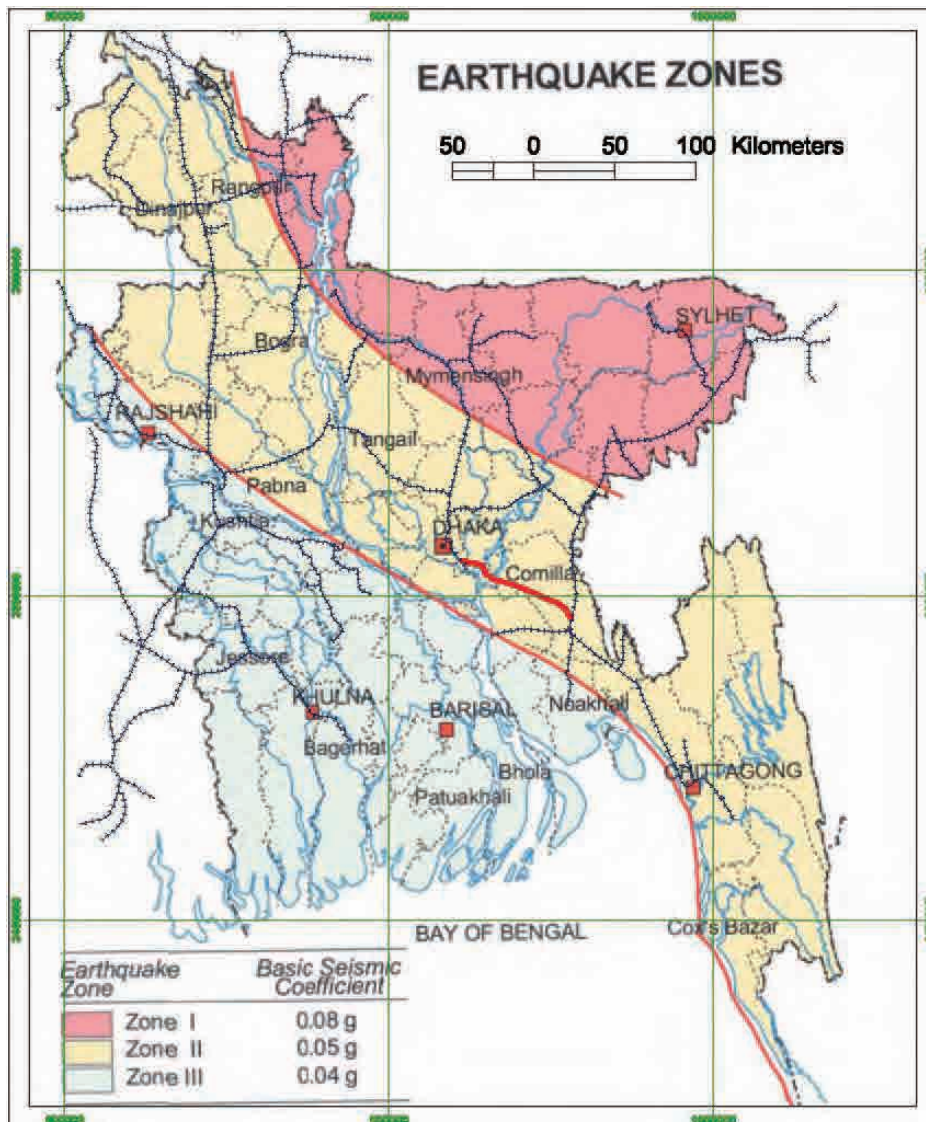 EARTHQUAKE ZONES
50 0 50 100 Kilometers
Rangpur
Dinajpur
SYLHET
Bogra
Mymensingh
RAJSHAHI
Tangail
Pabna
Kushtia
DHAKA
Comilla
Jessore
KHULNA
Noakhali
BARISAL
Bagerhat
Bhola
CHITTAGONG
Patuakhali
Cox's Bazar
BAY OF BENGAL
Earthquake Zone Basic Seismic Coefficient
Zone I 0.08 g
Zone II 0.05 g
Zone III 0.04 g